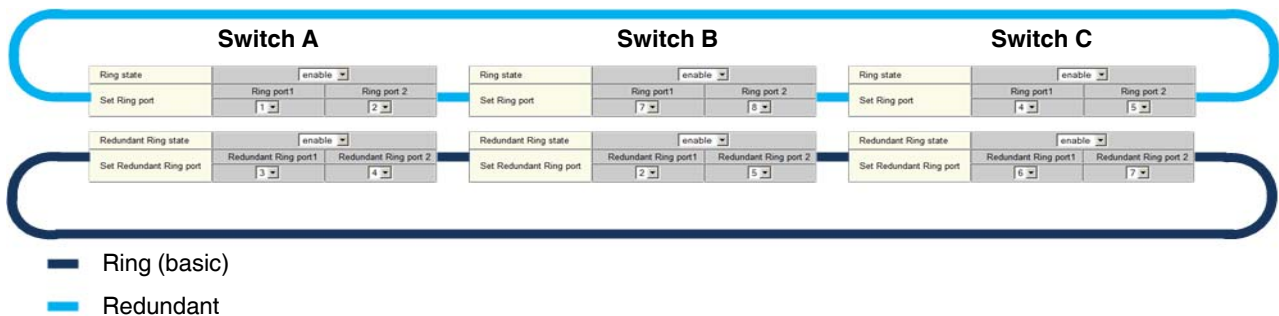 Switch A Switch B Switch C
Ring state enable Ring state enable Ring state enable
Set Ring port Ring port1 Ring port 2 Set Ring port Ring port1 Ring port 2 Set Ring port Ring port1 Ring port 2
1 2 7 8 4 5
Redundant Ring state enable Redundant Ring state enable Redundant Ring state enable
Set Redundant Ring port Redundant Ring port1 Redundant Ring port 2 Set Redundant Ring port Redundant Ring port1 Redundant Ring port 2 Set Redundant Ring port Redundant Ring port1 Redundant Ring port 2
3 4 2 5 6 7
Ring (basic)
Redundant